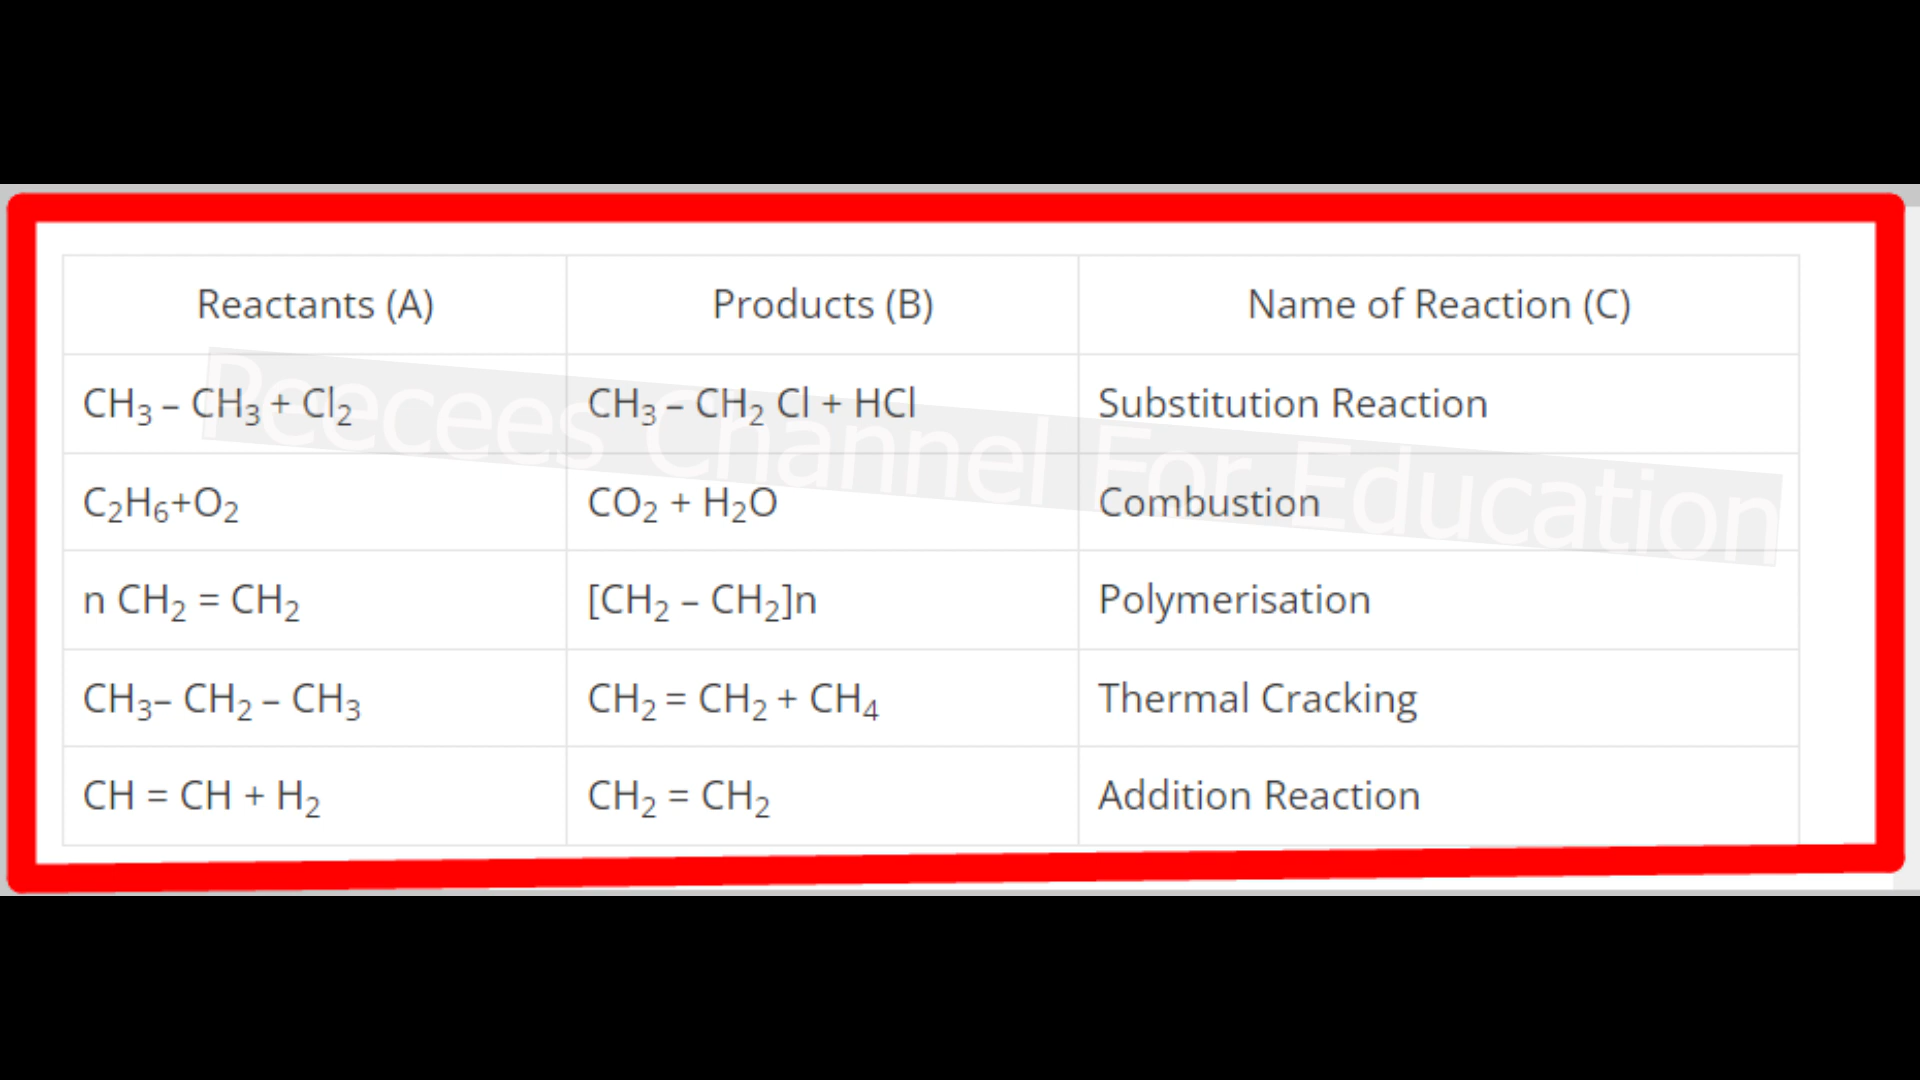 Reactants (A) Products (B) Name of Reaction (C)
CH₃ – CH₃ + Cl₂ CH₃ – CH₂ Cl + HCl Substitution Reaction
C₂H₆+O₂ CO₂ + H₂O Combustion
n CH₂ = CH₂ [CH₂ – CH₂]n Polymerisation
CH₃– CH₂ – CH₃ CH₂ = CH₂ + CH₄ Thermal Cracking
CH = CH + H₂ CH₂ = CH₂ Addition Reaction
Peecees Channel For Education